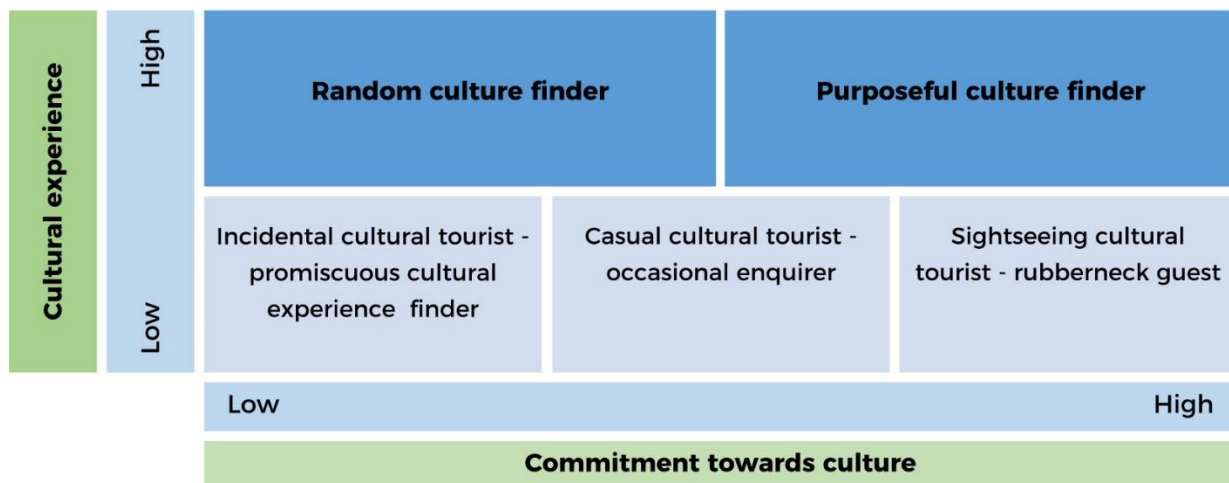 Cultural experience
High
Low
Random culture finder
Purposeful culture finder
Incidental cultural tourist -
promiscuous cultural
experience finder
Casual cultural tourist -
occasional enquirer
Sightseeing cultural
tourist - rubberneck guest
Low
High
Commitment towards culture